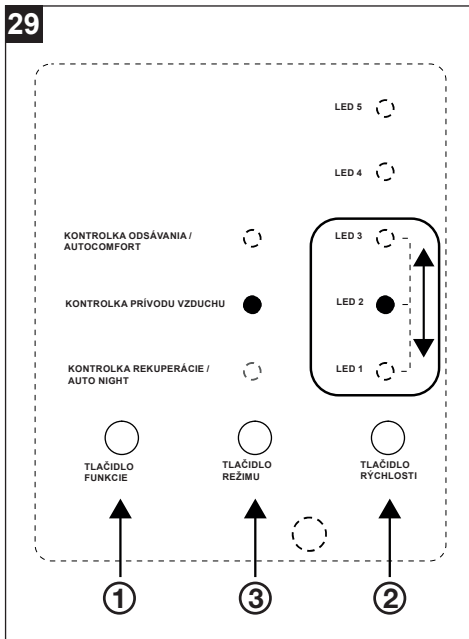 29
LED 5
LED 4
KONTROLKA ODSÁVANIA /
AUTOCOMFORT
LED 3
KONTROLKA PRÍVODU VZDUCHU
LED 2
KONTROLKA REKUPERÁCIE /
AUTO NIGHT
LED 1
TLAČIDLO
FUNKCIE
TLAČIDLO
REŽIMU
TLAČIDLO
RÝCHLOSTI
1
3
2